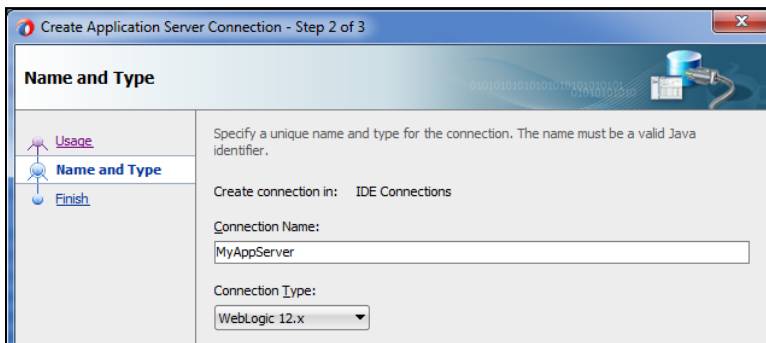 Create Application Server Connection - Step 2 of 3
Name and Type
Usage
Name and Type
Finish
Specify a unique name and type for the connection. The name must be a valid Java
identifier.
Create connection in: IDE Connections
Connection Name:
MyAppServer
Connection Type:
WebLogic 12.x